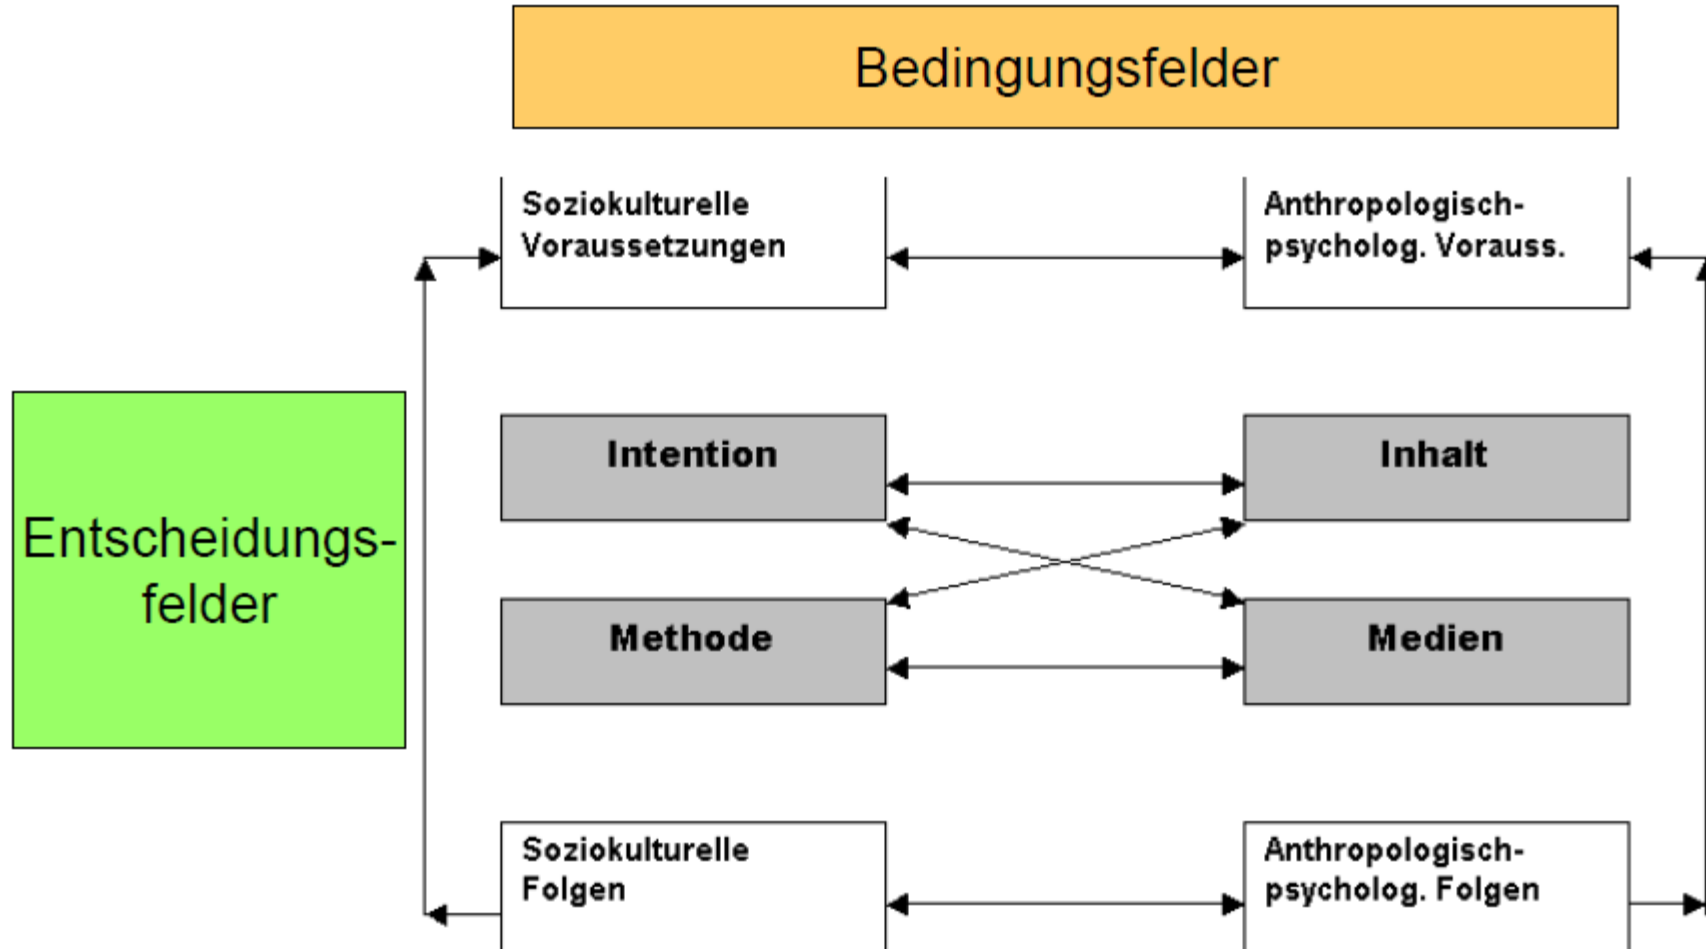 Bedingungsfelder
Soziokulturelle
Voraussetzungen
Anthropologisch-
psycholog. Vorauss.
Entscheidungs-
felder
Intention
Inhalt
Methode
Medien
Soziokulturelle
Folgen
Anthropologisch-
psycholog. Folgen